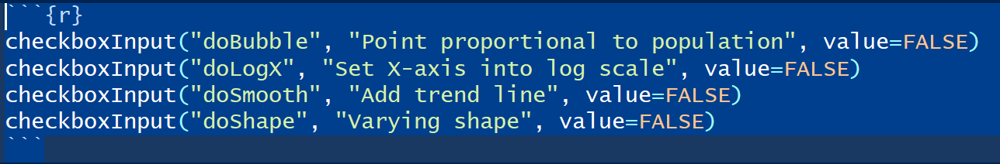 ```{r}
checkboxInput("doBubble", "Point proportional to population", value=FALSE)
checkboxInput("doLogX", "Set X-axis into log scale", value=FALSE)
checkboxInput("doSmooth", "Add trend line", value=FALSE)
checkboxInput("doShape", "Varying shape", value=FALSE)
```